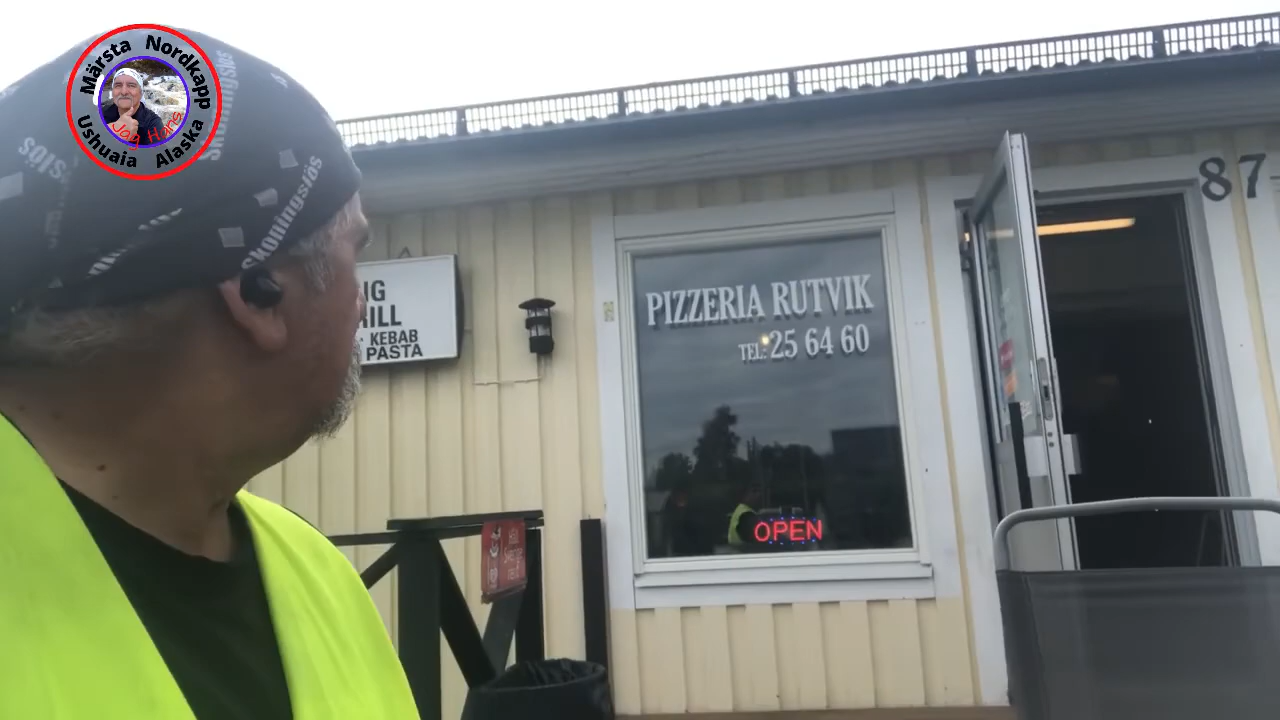 Märsta Nordkapp
Ushuaia Alaska
Jag Hans
skoningslös
skoningslös
IG
RILL
· KEBAB
PASTA
PIZZERIA RUTVIK
TEL: 25 64 60
OPEN
87